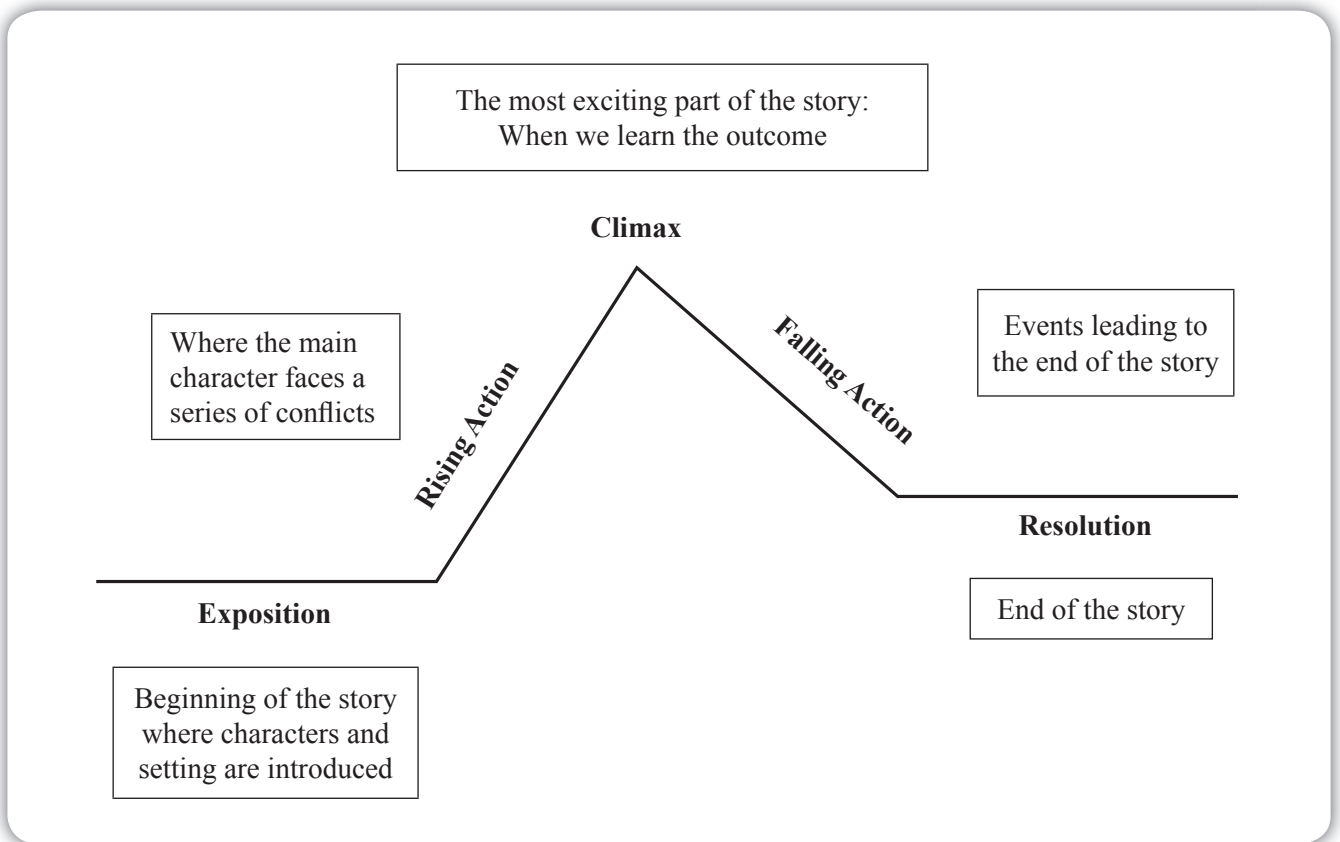 The most exciting part of the story:
When we learn the outcome
Climax
Where the main
character faces a
series of conflicts
Rising Action
Falling Action
Events leading to
the end of the story
Resolution
End of the story
Exposition
Beginning of the story
where characters and
setting are introduced